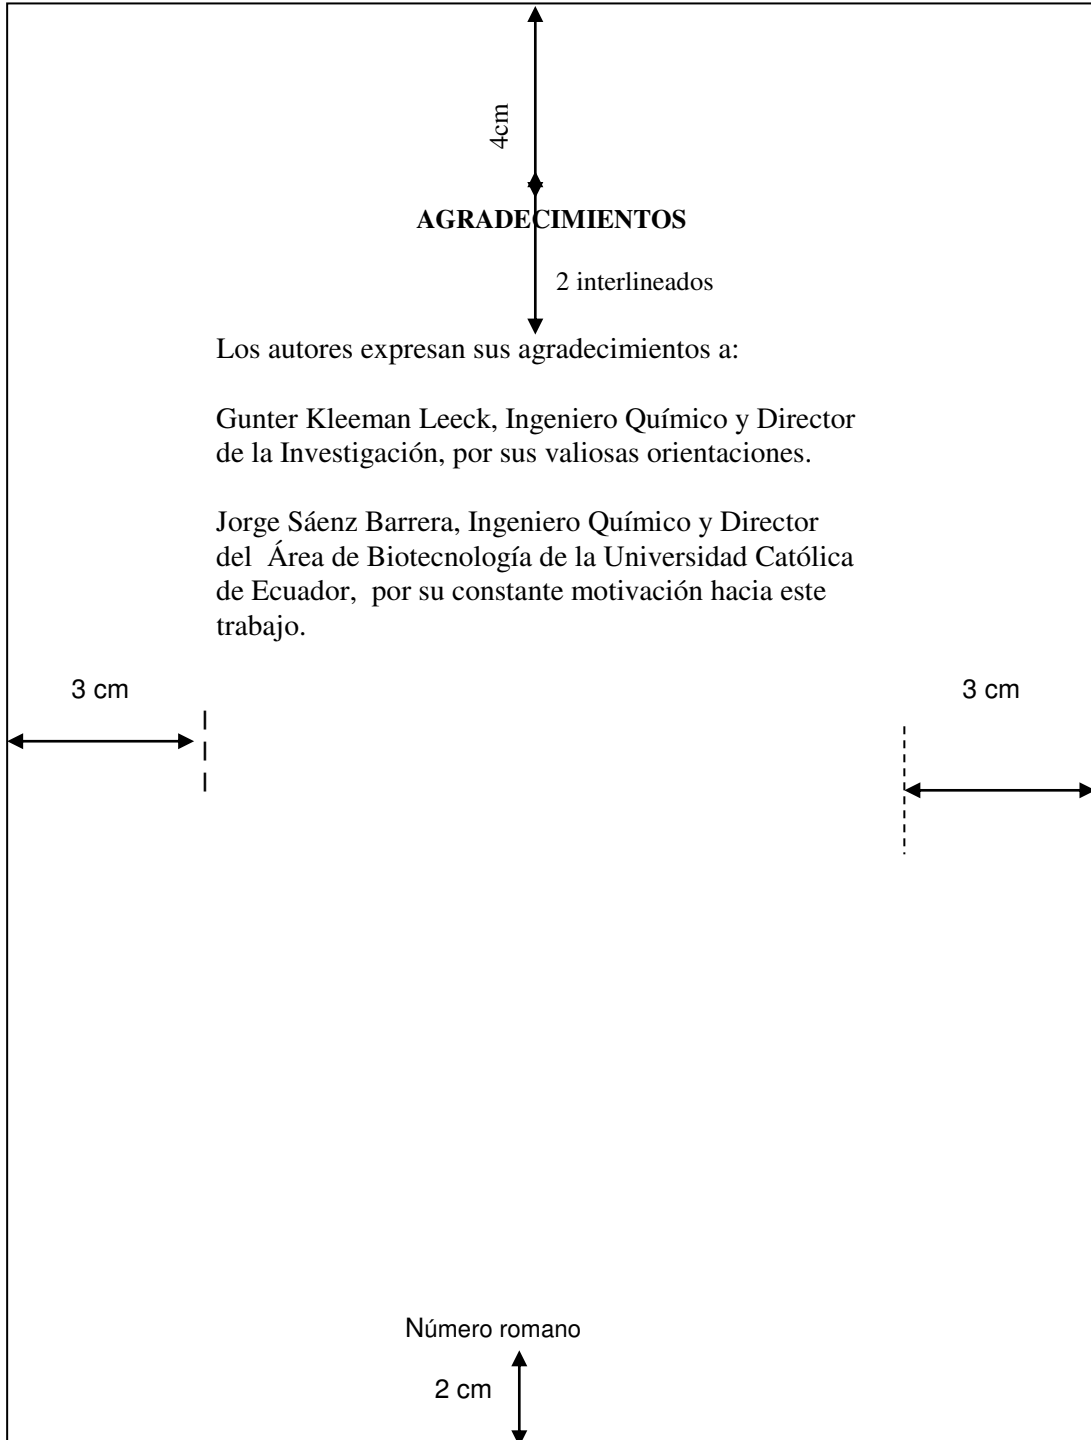 4cm
AGRADECIMIENTOS
2 interlineados
Los autores expresan sus agradecimientos a:
Gunter Kleeman Leeck, Ingeniero Químico y Director
de la Investigación, por sus valiosas orientaciones.
Jorge Sáenz Barrera, Ingeniero Químico y Director
del  Área de Biotecnología de la Universidad Católica
de Ecuador,  por su constante motivación hacia este
trabajo.
3 cm
3 cm
Número romano
2 cm